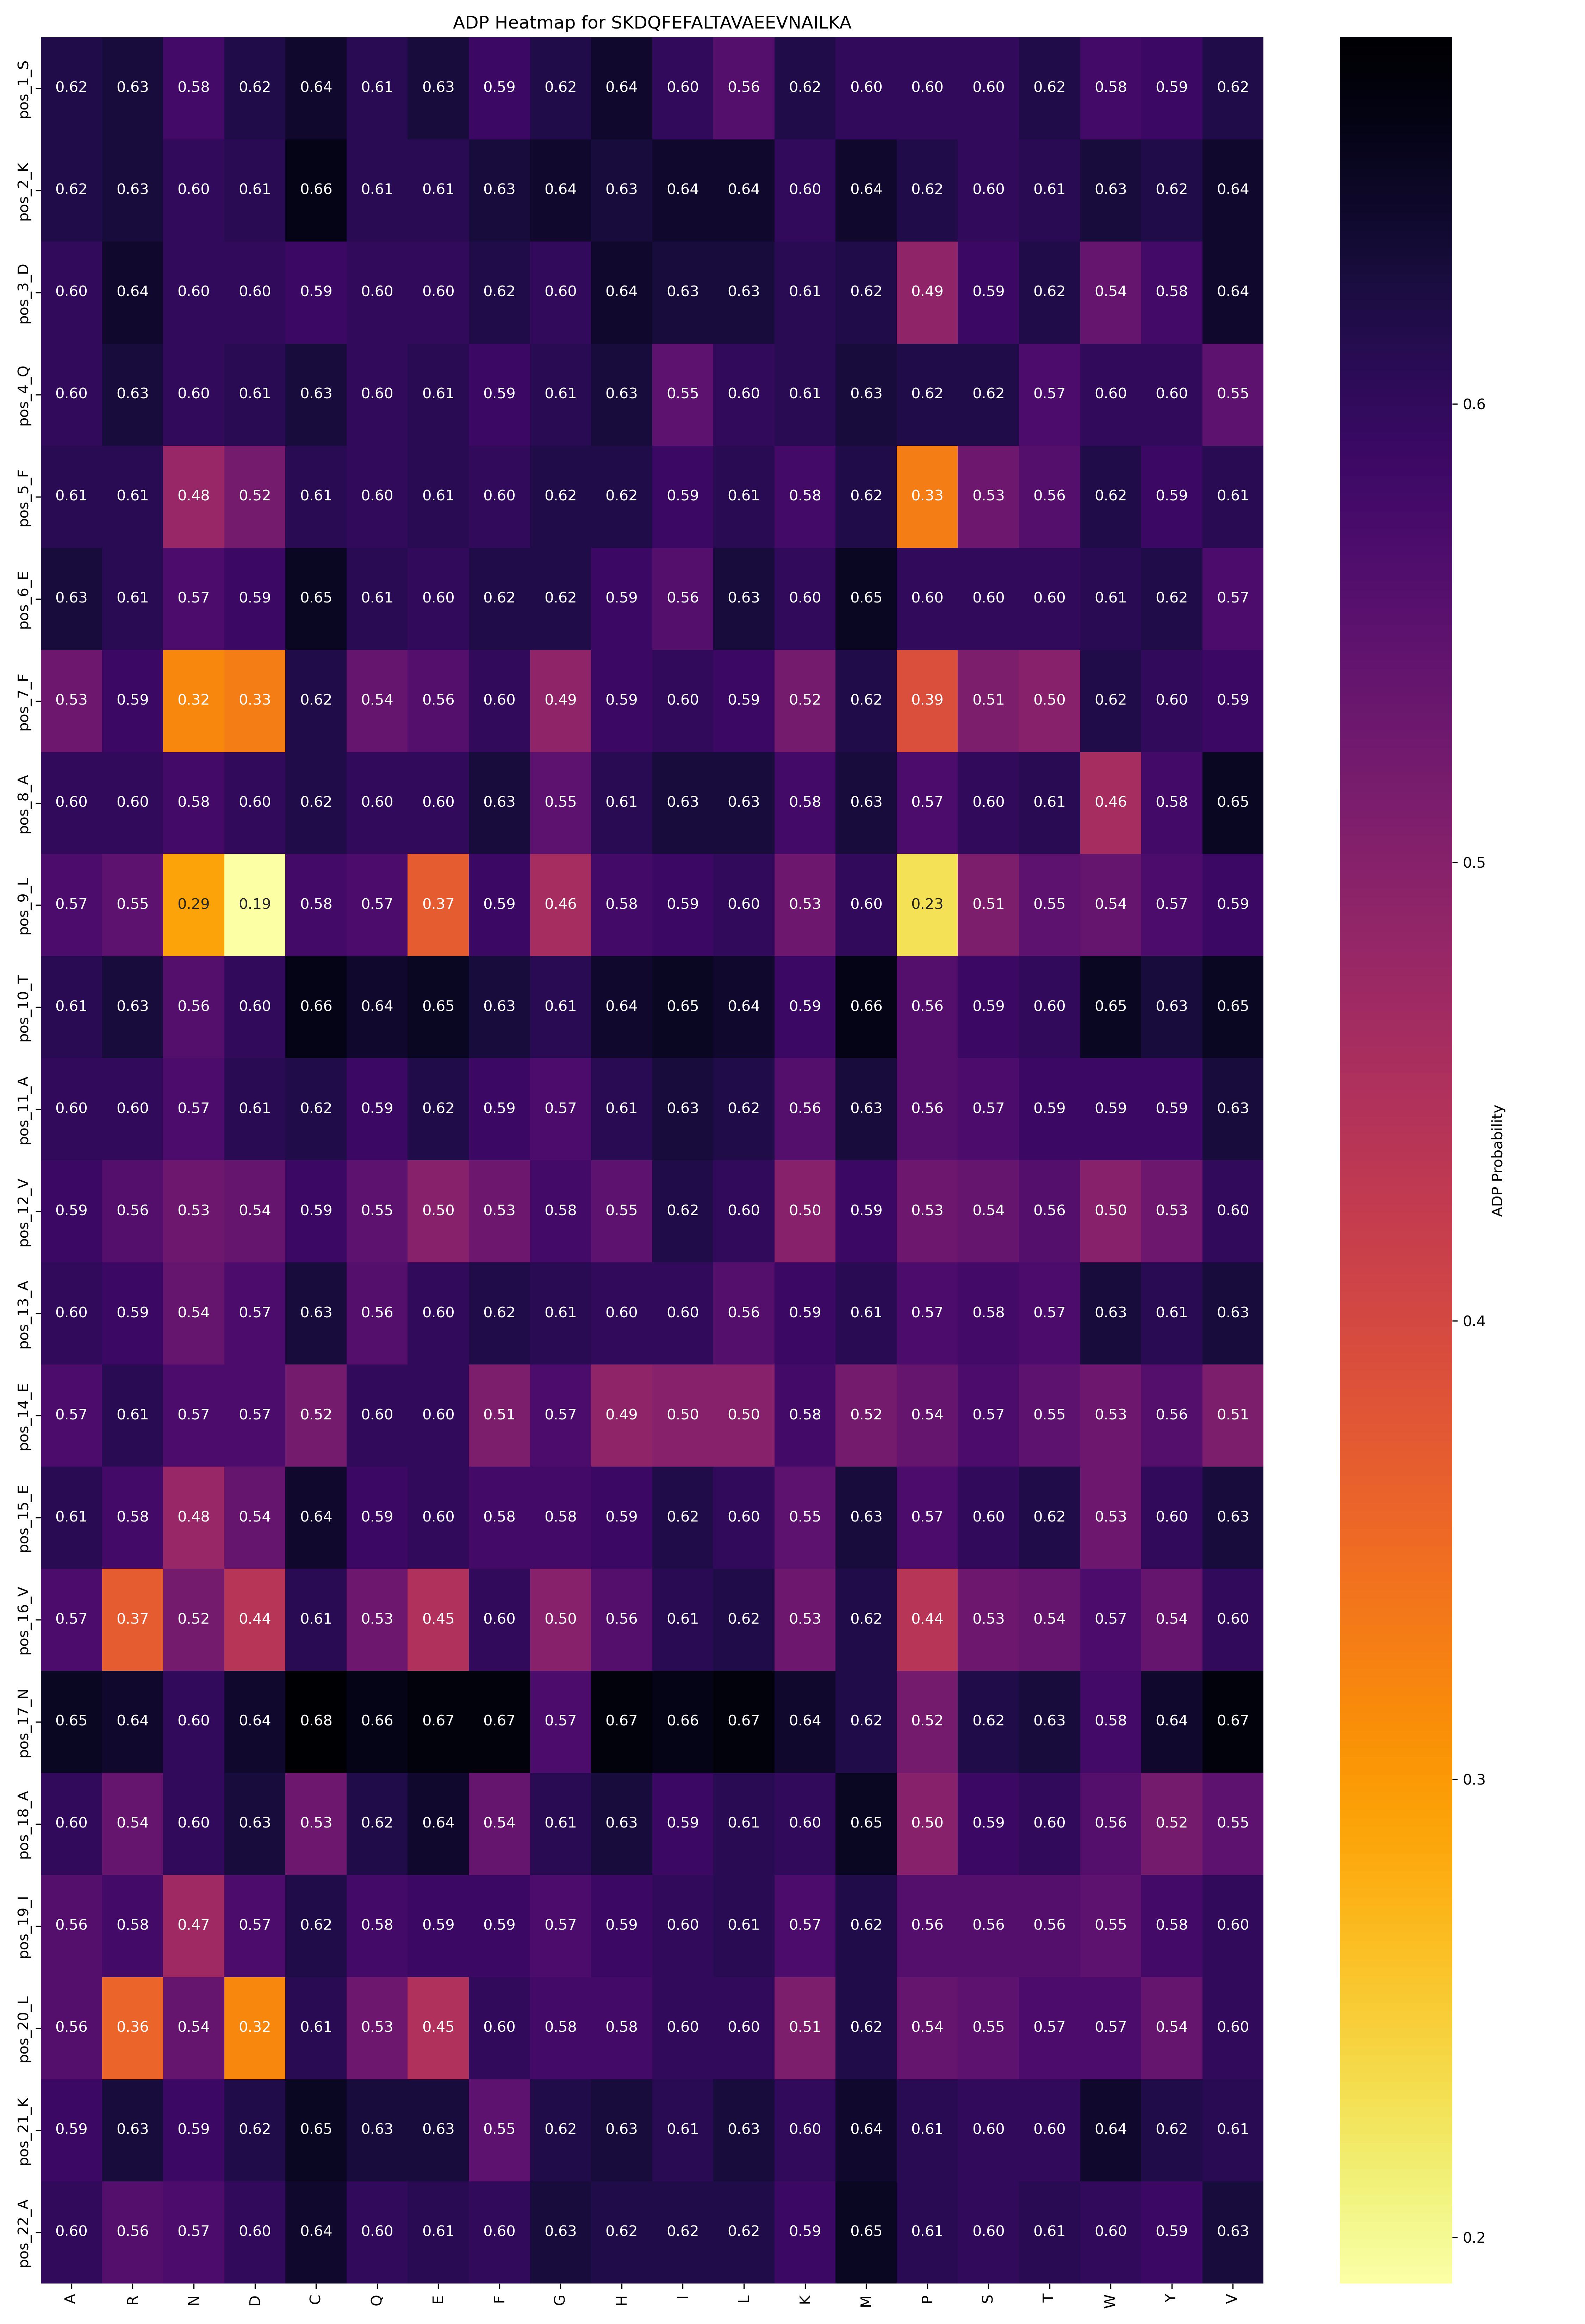 ADP Heatmap for SKDQFEFALTAVAEEVNAILKA
pos_1_S 0.62 0.63 0.58 0.62 0.64 0.61 0.63 0.59 0.62 0.64 0.60 0.56 0.62 0.60 0.60 0.60 0.62 0.58 0.59 0.62
pos_2_K 0.62 0.63 0.60 0.61 0.66 0.61 0.61 0.63 0.64 0.63 0.64 0.64 0.60 0.64 0.62 0.60 0.61 0.63 0.62 0.64
pos_3_D 0.60 0.64 0.60 0.60 0.59 0.60 0.60 0.62 0.60 0.64 0.63 0.63 0.61 0.62 0.49 0.59 0.62 0.54 0.58 0.64
pos_4_Q 0.60 0.63 0.60 0.61 0.63 0.60 0.61 0.59 0.61 0.63 0.55 0.60 0.61 0.63 0.62 0.62 0.57 0.60 0.60 0.55
pos_5_F 0.61 0.61 0.48 0.52 0.61 0.60 0.61 0.60 0.62 0.62 0.59 0.61 0.58 0.62 0.33 0.53 0.56 0.62 0.59 0.61
pos_6_E 0.63 0.61 0.57 0.59 0.65 0.61 0.60 0.62 0.62 0.59 0.56 0.63 0.60 0.65 0.60 0.60 0.60 0.61 0.62 0.57
pos_7_F 0.53 0.59 0.32 0.33 0.62 0.54 0.56 0.60 0.49 0.59 0.60 0.59 0.52 0.62 0.39 0.51 0.50 0.62 0.60 0.59
pos_8_A 0.60 0.60 0.58 0.60 0.62 0.60 0.60 0.63 0.55 0.61 0.63 0.63 0.58 0.63 0.57 0.60 0.61 0.46 0.58 0.65
pos_9_L 0.57 0.55 0.29 0.19 0.58 0.57 0.37 0.59 0.46 0.58 0.59 0.60 0.53 0.60 0.23 0.51 0.55 0.54 0.57 0.59
pos_10_T 0.61 0.63 0.56 0.60 0.66 0.64 0.65 0.63 0.61 0.64 0.65 0.64 0.59 0.66 0.56 0.59 0.60 0.65 0.63 0.65
pos_11_A 0.60 0.60 0.57 0.61 0.62 0.59 0.62 0.59 0.57 0.61 0.63 0.62 0.56 0.63 0.56 0.57 0.59 0.59 0.59 0.63
pos_12_V 0.59 0.56 0.53 0.54 0.59 0.55 0.50 0.53 0.58 0.55 0.62 0.60 0.50 0.59 0.53 0.54 0.56 0.50 0.53 0.60
pos_13_A 0.60 0.59 0.54 0.57 0.63 0.56 0.60 0.62 0.61 0.60 0.60 0.56 0.59 0.61 0.57 0.58 0.57 0.63 0.61 0.63
pos_14_E 0.57 0.61 0.57 0.57 0.52 0.60 0.60 0.51 0.57 0.49 0.50 0.50 0.58 0.52 0.54 0.57 0.55 0.53 0.56 0.51
pos_15_E 0.61 0.58 0.48 0.54 0.64 0.59 0.60 0.58 0.58 0.59 0.62 0.60 0.55 0.63 0.57 0.60 0.62 0.53 0.60 0.63
pos_16_V 0.57 0.37 0.52 0.44 0.61 0.53 0.45 0.60 0.50 0.56 0.61 0.62 0.53 0.62 0.44 0.53 0.54 0.57 0.54 0.60
pos_17_N 0.65 0.64 0.60 0.64 0.68 0.66 0.67 0.67 0.57 0.67 0.66 0.67 0.64 0.62 0.52 0.62 0.63 0.58 0.64 0.67
pos_18_A 0.60 0.54 0.60 0.63 0.53 0.62 0.64 0.54 0.61 0.63 0.59 0.61 0.60 0.65 0.50 0.59 0.60 0.56 0.52 0.55
pos_19_I 0.56 0.58 0.47 0.57 0.62 0.58 0.59 0.59 0.57 0.59 0.60 0.61 0.57 0.62 0.56 0.56 0.56 0.55 0.58 0.60
pos_20_L 0.56 0.36 0.54 0.32 0.61 0.53 0.45 0.60 0.58 0.58 0.60 0.60 0.51 0.62 0.54 0.55 0.57 0.57 0.54 0.60
pos_21_K 0.59 0.63 0.59 0.62 0.65 0.63 0.63 0.55 0.62 0.63 0.61 0.63 0.60 0.64 0.61 0.60 0.60 0.64 0.62 0.61
pos_22_A 0.60 0.56 0.57 0.60 0.64 0.60 0.61 0.60 0.63 0.62 0.62 0.62 0.59 0.65 0.61 0.60 0.61 0.60 0.59 0.63
A R N D C Q E F G H I L K M P S T W Y V
0.6
0.5
0.4
0.3
0.2
ADP Probability